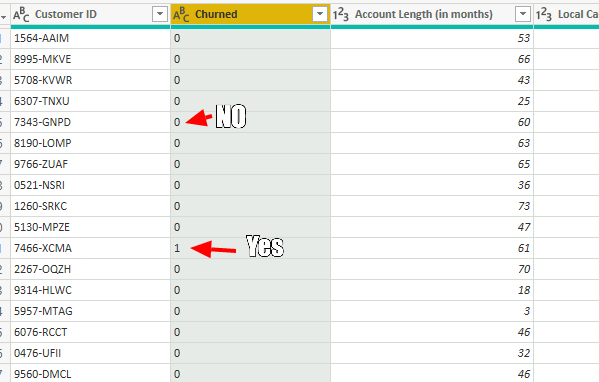 ABC Customer ID ABC Churned 123 Account Length (in months) 123 Local Ca
1564-AAIM 0 53
8995-MKVE 0 66
5708-KVWR 0 43
6307-TNXU 0 25
7343-GNPD 0 NO 60
8190-LOMP 0 63
9766-ZUAF 0 65
0521-NSRI 0 36
1260-SRKC 0 73
5130-MPZE 0 47
7466-XCMA 1 Yes 61
2267-OQZH 0 70
9314-HLWC 0 18
5957-MTAG 0 3
6076-RCCT 0 46
0476-UFII 0 32
9560-DMCL 0 46